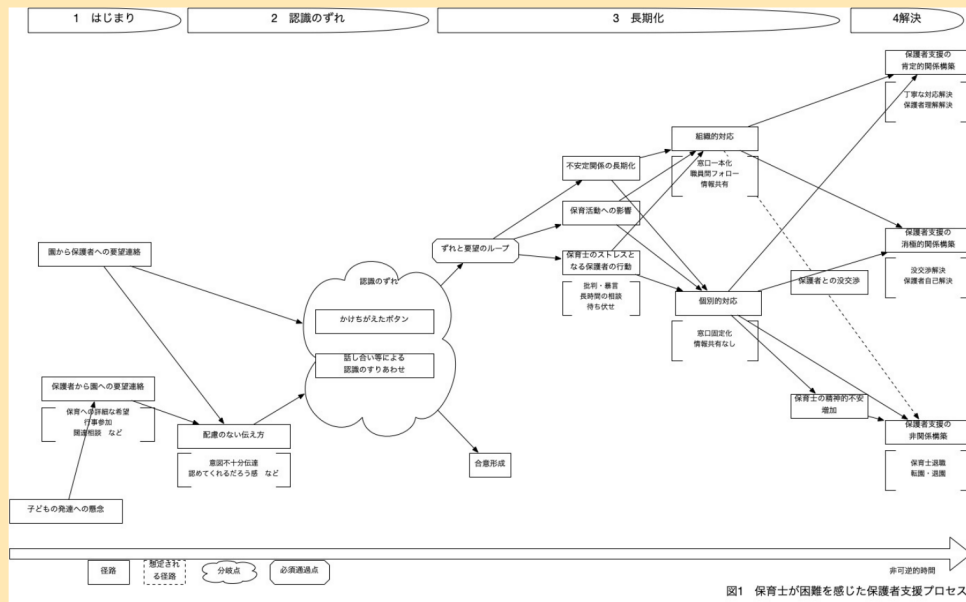 1　はじまり
2　認識のずれ
3　長期化
4解決
保護者支援の
肯定的関係構築
丁寧な対応解決
保護者理解解決
組織的対応
窓口一本化
職員間フォロー
情報共有
不安定関係の長期化
保育活動への影響
ずれと要望のループ
保育士のストレスと
なる保護者の行動
批判・暴言
長時間の相談
待ち伏せ
保護者支援の
消極的関係構築
没交渉解決
保護者自己解決
保護者との没交渉
個別的対応
窓口固定化
情報共有なし
園から保護者への要望連絡
認識のずれ
かけちがえたボタン
話し合い等による
認識のすりあわせ
保護者から園への要望連絡
保育への詳細な希望
行事参加
関連相談　など
配慮のない伝え方
意図不十分伝達
認めてくれるだろう感　など
保育士の精神的不安
増加
保護者支援の
非関係構築
保育士退職
転園・退園
合意形成
子どもの発達への懸念
径路
想定され
る径路
分岐点
必須通過点
非可逆的時間
図1　保育士が困難を感じた保護者支援プロセス